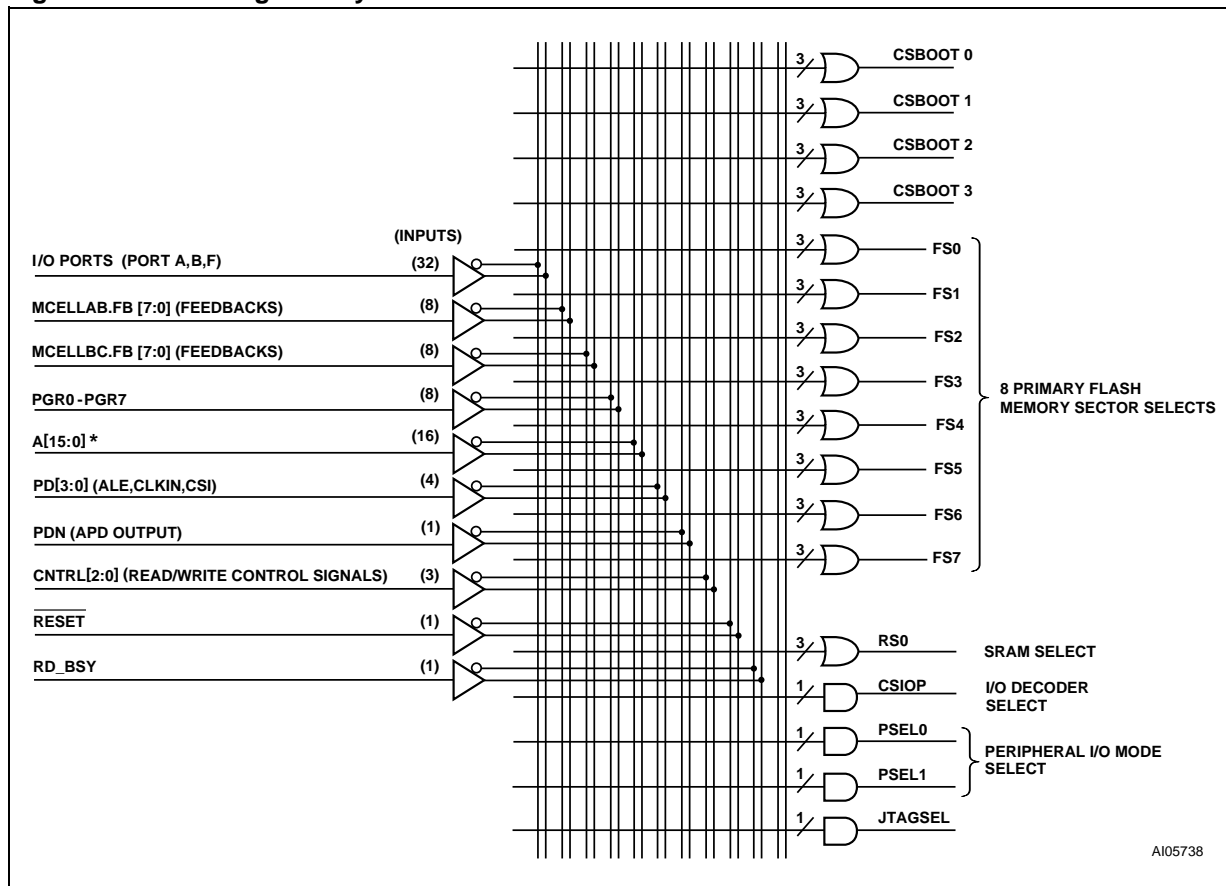 CSBOOT 0
3
CSBOOT 1
3
CSBOOT 2
3
CSBOOT 3
3
(INPUTS)
I/O PORTS (PORT A,B,F) (32)
MCELLAB.FB [7:0] (FEEDBACKS) (8)
MCELLBC.FB [7:0] (FEEDBACKS) (8)
PGR0 -PGR7 (8)
A[15:0] * (16)
PD[3:0] (ALE,CLKIN,CSI) (4)
PDN (APD OUTPUT) (1)
CNTRL[2:0] (READ/WRITE CONTROL SIGNALS) (3)
RESET (1)
RD_BSY (1)
3 FS0
3 FS1
3 FS2
3 FS3
3 FS4
3 FS5
3 FS6
3 FS7
8 PRIMARY FLASH
MEMORY SECTOR SELECTS
3 RS0 SRAM SELECT
1 CSIOP I/O DECODER
SELECT
1 PSEL0
1 PSEL1
PERIPHERAL I/O MODE
SELECT
1 JTAGSEL
AI05738